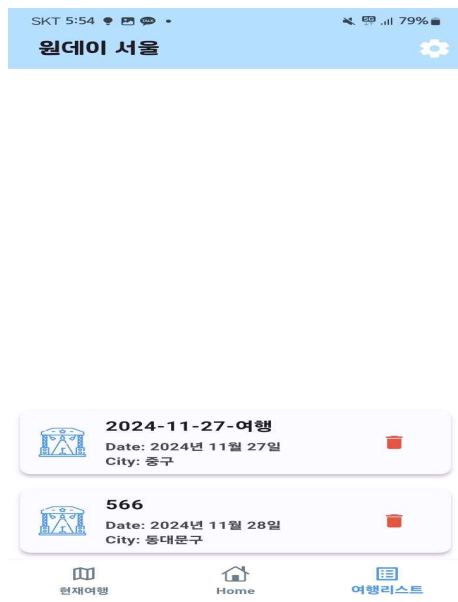 SKT 5:54 79%
원데이 서울
2024-11-27-여행
Date: 2024년 11월 27일
City: 중구
566
Date: 2024년 11월 28일
City: 동대문구
현재여행 Home 여행리스트